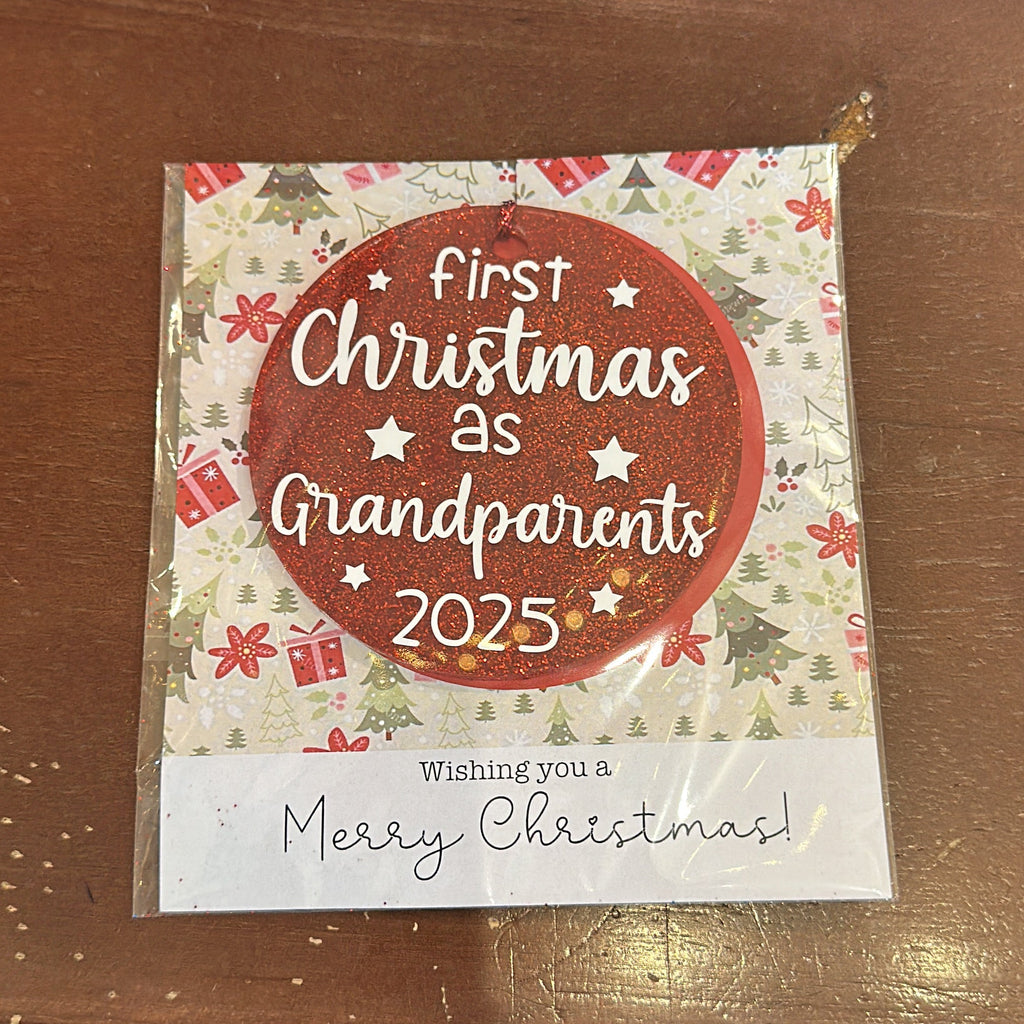 first
Christmas
as
Grandparents
2025
Wishing you a
Merry Christmas!